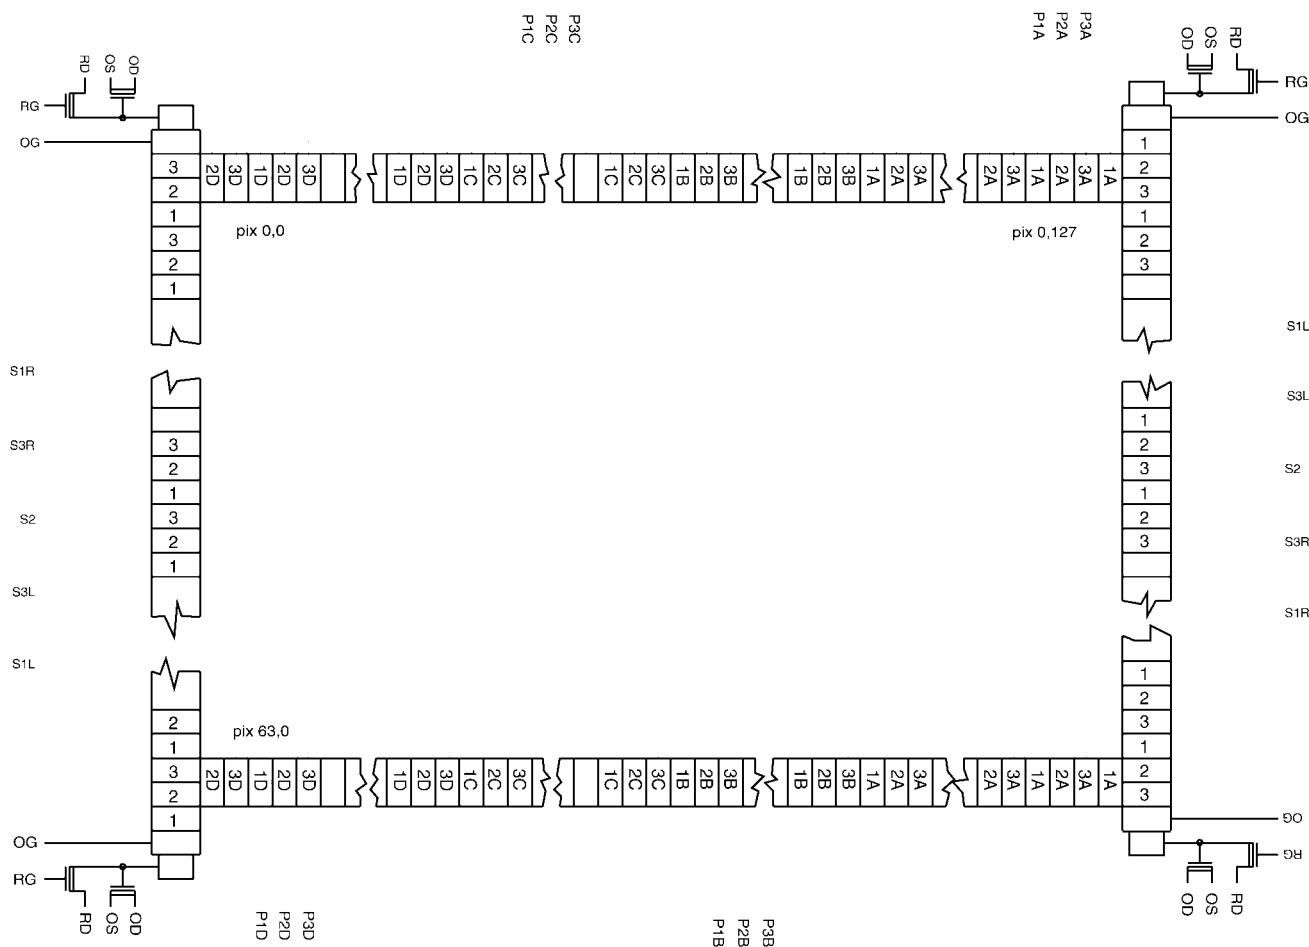 P1C P2C P3C
P1A P2A P3A
RD OS OD
OD OS RD
RG
RG
OG
OG
3 2 1 3 2 1
2D 3D 1D 2D 3D
1D 2D 3D 1C 2C 3C
1C 2C 3C 1B 2B 3B
1B 2B 3B 1A 2A 3A
2A 3A 1A 2A 3A 1A
1 2 3 1 2 3
pix 0,0
pix 0,127
S1R
S3R
S2
S3L
S1L
3 2 1 3 2 1
1 2 3 1 2 3
S1L
S3L
S2
S3R
S1R
pix 63,0
2 1 3 2 1
2D 3D 1D 2D 3D
1D 2D 3D 1C 2C 3C
1C 2C 3C 1B 2B 3B
1B 2B 3B 1A 2A 3A
2A 3A 1A 2A 3A 1A
1 2 3 1 2 3
OG
OG
RG
RG
RD OS OD
OD OS RD
P1D P2D P3D
P1B P2B P3B